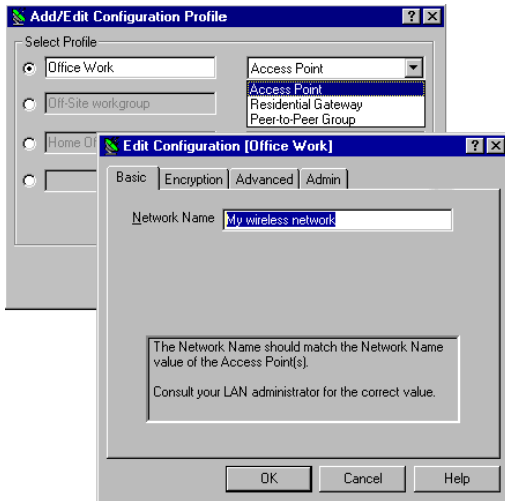 Add/Edit Configuration Profile
Select Profile
Office Work
Access Point
Access Point
Residential Gateway
Peer-to-Peer Group
Off-Site workgroup
Home Of
Edit Configuration [Office Work]
Basic Encryption Advanced Admin
Network Name My wireless network
The Network Name should match the Network Name
value of the Access Point(s).
Consult your LAN administrator for the correct value.
OK Cancel Help